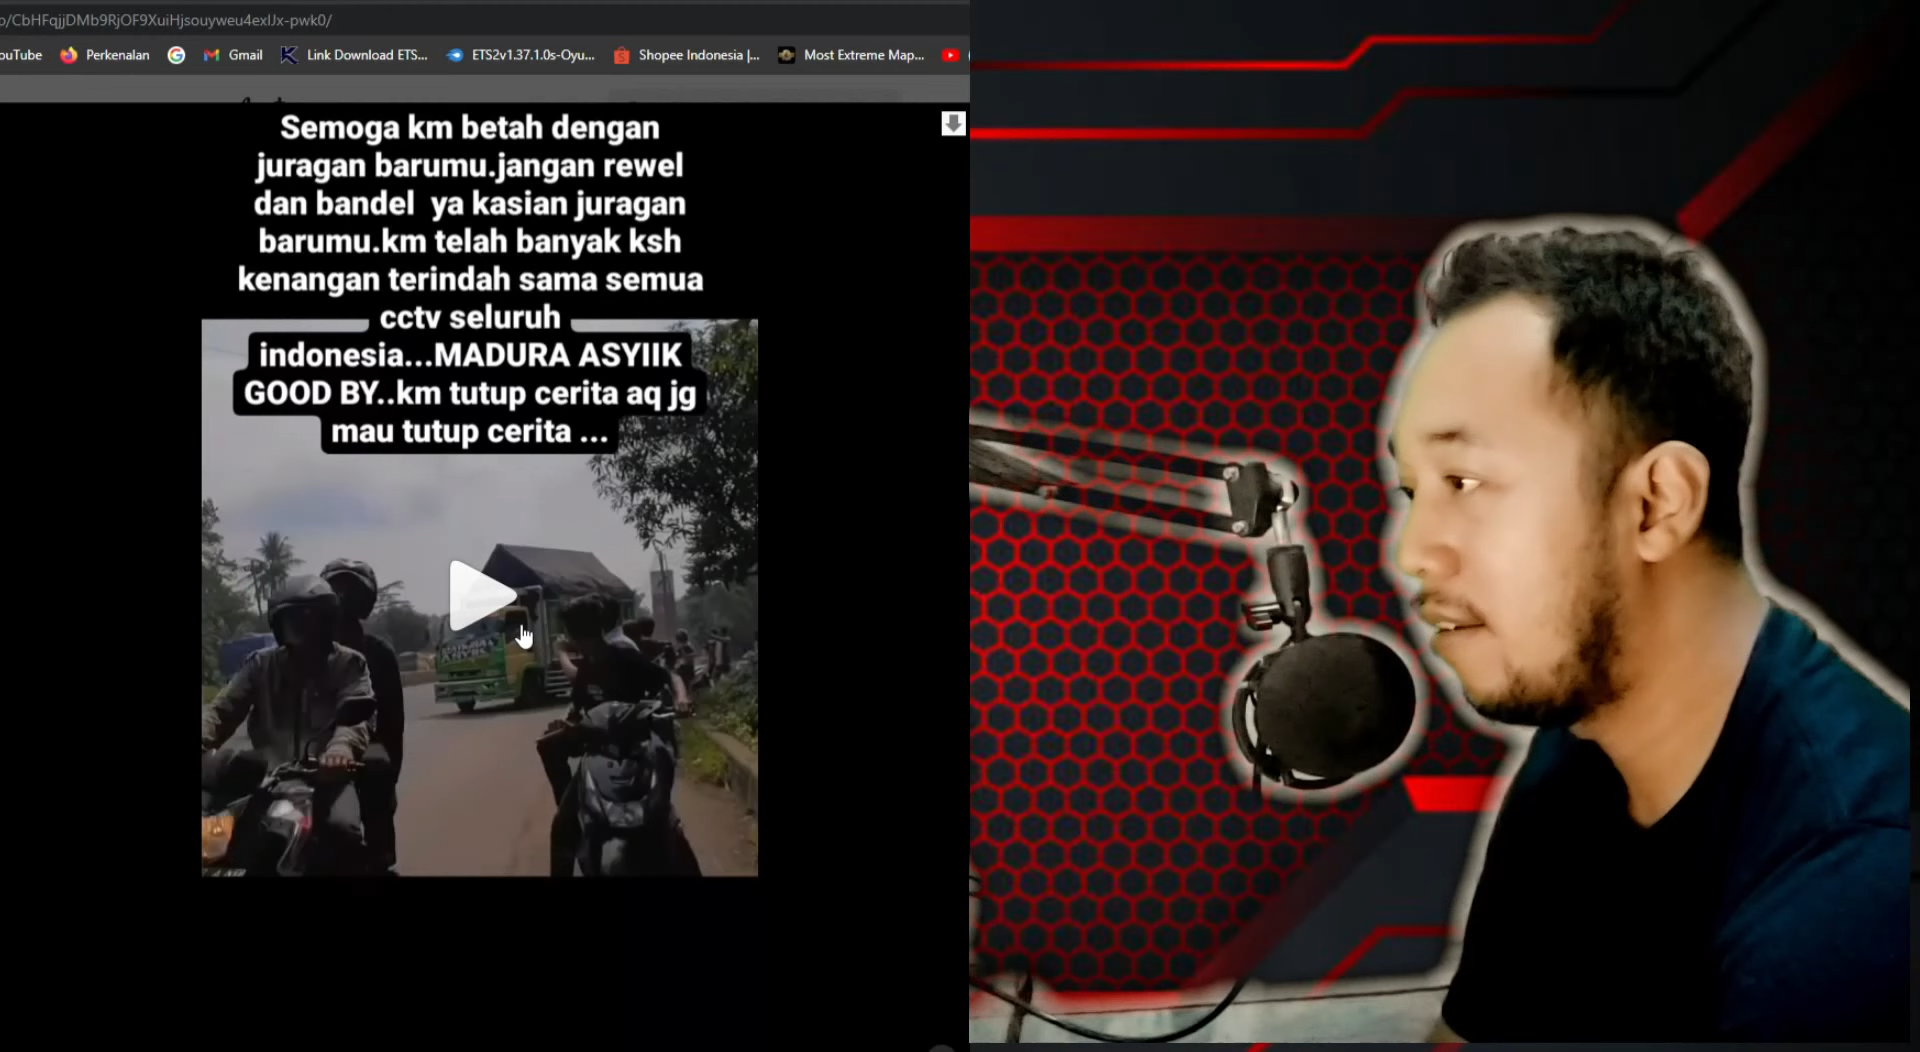 o/CbHFqjjDMb9RjOF9XuiHjsouyweu4exlJx-pwk0/
ouTube Perkenalan Gmail Link Download ETS... ETS2v1.37.1.0s-Oyu... Shopee Indonesia |... Most Extreme Map...
Semoga km betah dengan
juragan barumu.jangan rewel
dan bandel ya kasian juragan
barumu.km telah banyak ksh
kenangan terindah sama semua
cctv seluruh
indonesia...MADURA ASYIIK
GOOD BY..km tutup cerita aq jg
mau tutup cerita ...